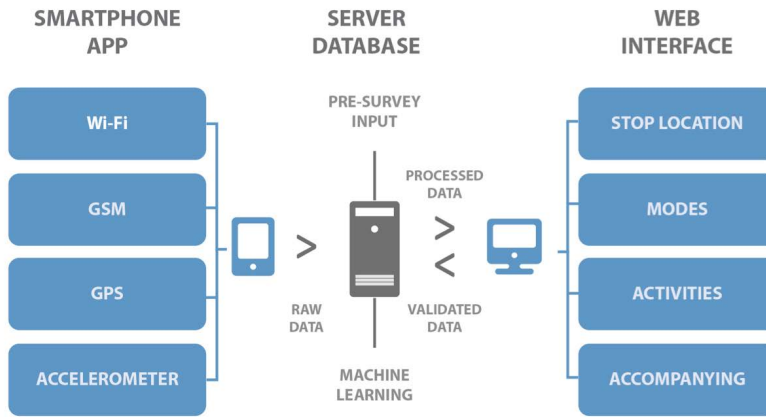 SMARTPHONE
APP
SERVER
DATABASE
WEB
INTERFACE
Wi-Fi
GSM
GPS
ACCELEROMETER
RAW
DATA
PRE-SURVEY
INPUT
PROCESSED
DATA
VALIDATED
DATA
MACHINE
LEARNING
STOP LOCATION
MODES
ACTIVITIES
ACCOMPANYING